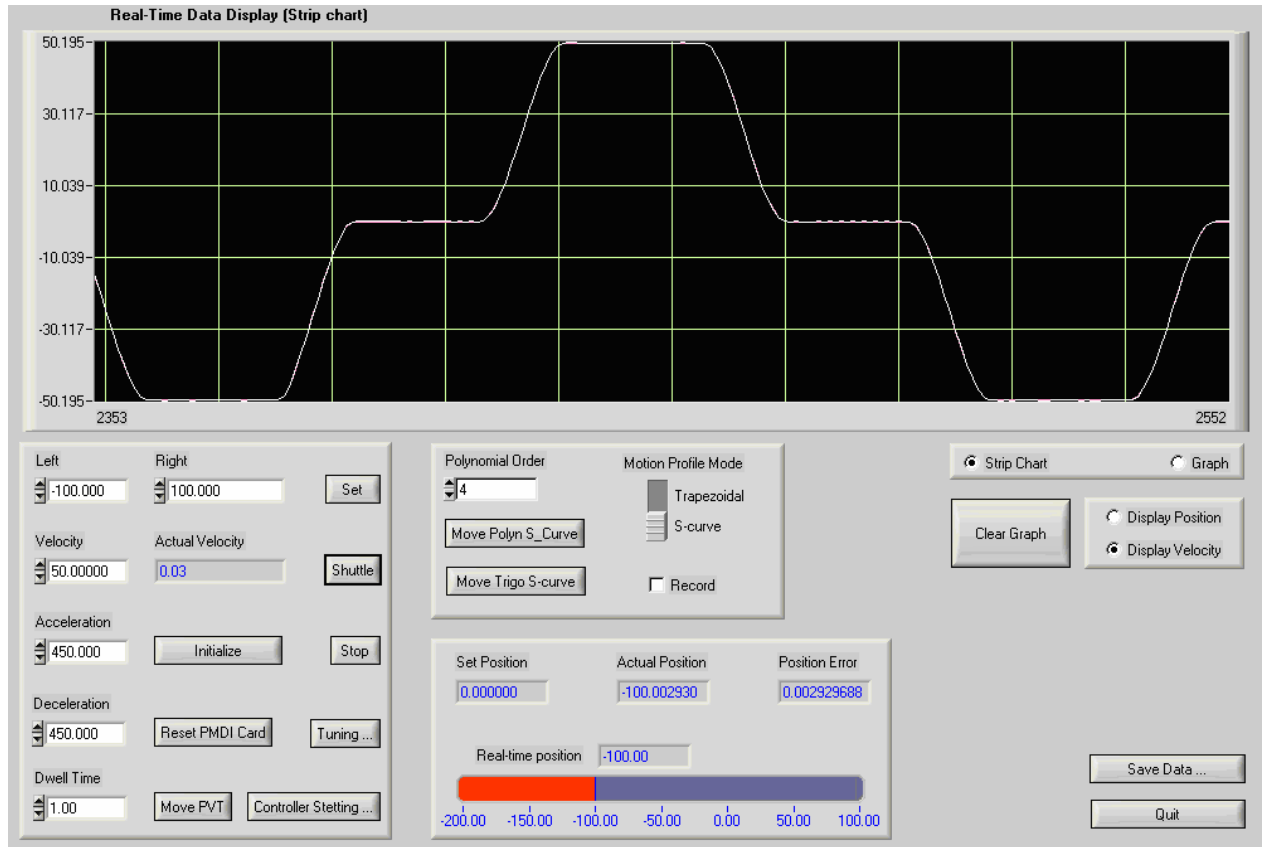 Real-Time Data Display (Strip chart)
50.195
30.117
10.039
-10.039
-30.117
-50.195
2353 2552
Left Right
-100.000 100.000 Set
Velocity Actual Velocity
50.00000 0.03 Shuttle
Acceleration
450.000 Initialize Stop
Deceleration
450.000 Reset PMDI Card Tuning ...
Dwell Time
1.00 Move PVT Controller Stetting ...
Polynomial Order Motion Profile Mode
4 Trapezoidal
Move Polyn S_Curve S-curve
Move Trigo S-curve Record
Set Position Actual Position Position Error
0.000000 -100.002930 0.002929688
Real-time position -100.00
-200.00 -150.00 -100.00 -50.00 0.00 50.00 100.00
Strip Chart Graph
Clear Graph
Display Position
Display Velocity
Save Data ...
Quit